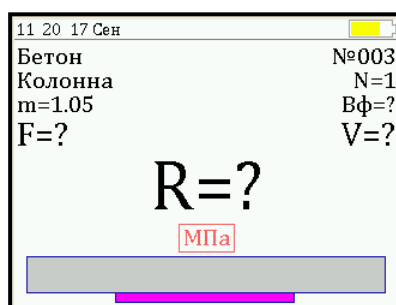 11 20 17 Сен
Бетон №003
Колонна N=1
m=1.05 Вф=?
F=? V=?
R=?
МПа